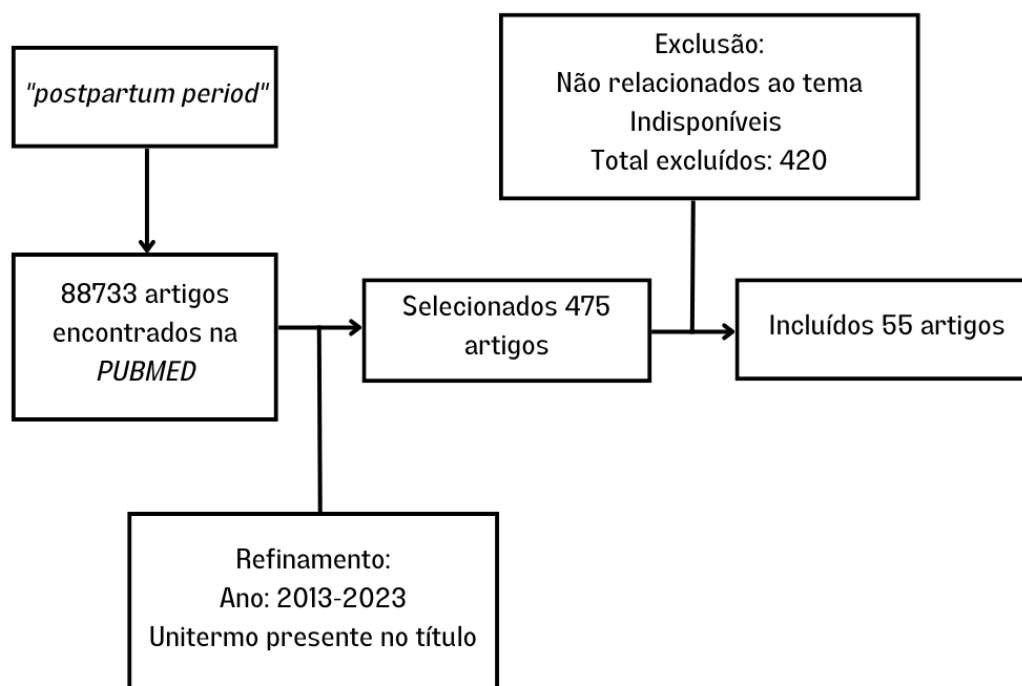 "postpartum period"
88733 artigos
encontrados na
PUBMED
Refinamento:
Ano: 2013-2023
Unitermo presente no título
Selecionados 475
artigos
Exclusão:
Não relacionados ao tema
Indisponíveis
Total excluídos: 420
Incluídos 55 artigos